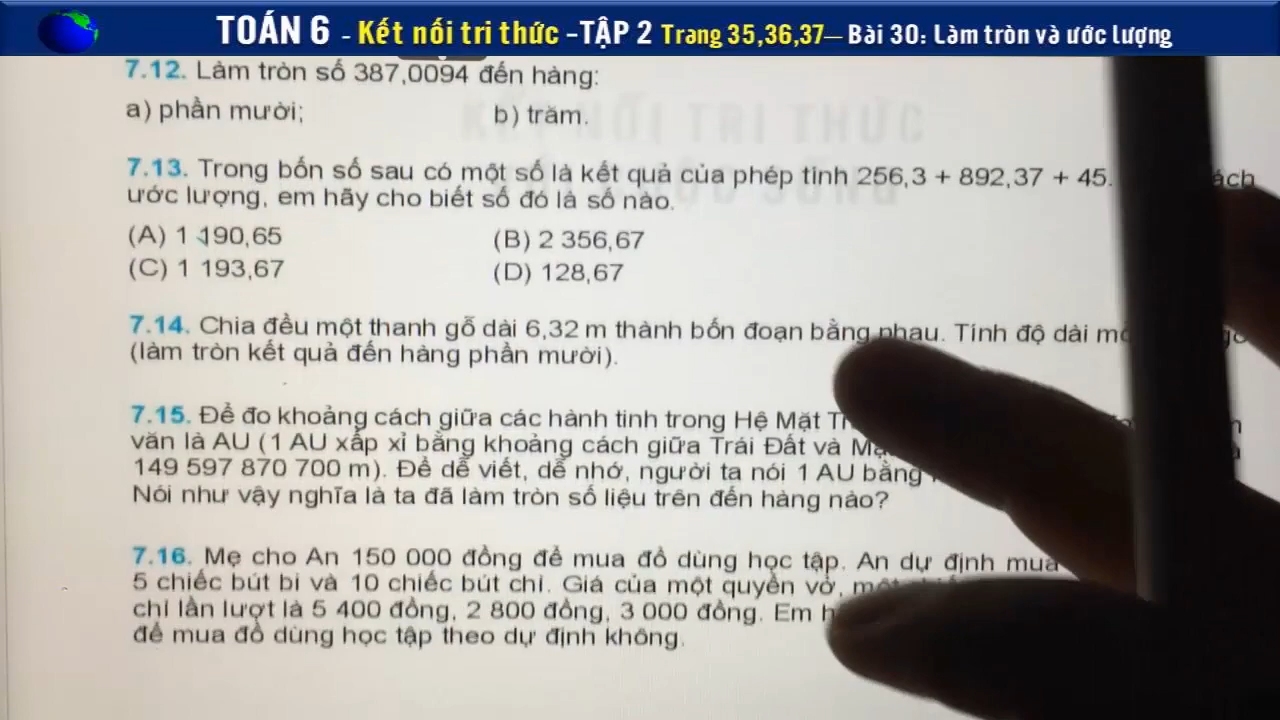 TOÁN 6 - Kết nối tri thức -TẬP 2 Trang 35,36,37– Bài 30: Làm tròn và ước lượng
7.12. Làm tròn số 387,0094 đến hàng:
a) phần mười; b) trăm.
KẾT NỐI TRI THỨC
7.13. Trong bốn số sau có một số là kết quả của phép tính 256,3 + 892,37 + 45.
ước lượng, em hãy cho biết số đó là số nào.
(A) 1 190,65 (B) 2 356,67
(C) 1 193,67 (D) 128,67
7.14. Chia đều một thanh gỗ dài 6,32 m thành bốn đoạn bằng nhau. Tính độ dài
(làm tròn kết quả đến hàng phần mười).
7.15. Để đo khoảng cách giữa các hành tinh trong Hệ Mặt
văn là AU (1 AU xấp xỉ bằng khoảng cách giữa Trái Đất và
149 597 870 700 m). Để dễ viết, dễ nhớ, người ta nói 1 AU bằng
Nói như vậy nghĩa là ta đã làm tròn số liệu trên đến hàng nào?
7.16. Mẹ cho An 150 000 đồng để mua đồ dùng học tập. An dự định mua
5 chiếc bút bi và 10 chiếc bút chì. Giá của một quyển vở,
chì lần lượt là 5 400 đồng, 2 800 đồng, 3 000 đồng. Em
để mua đồ dùng học tập theo dự định không.